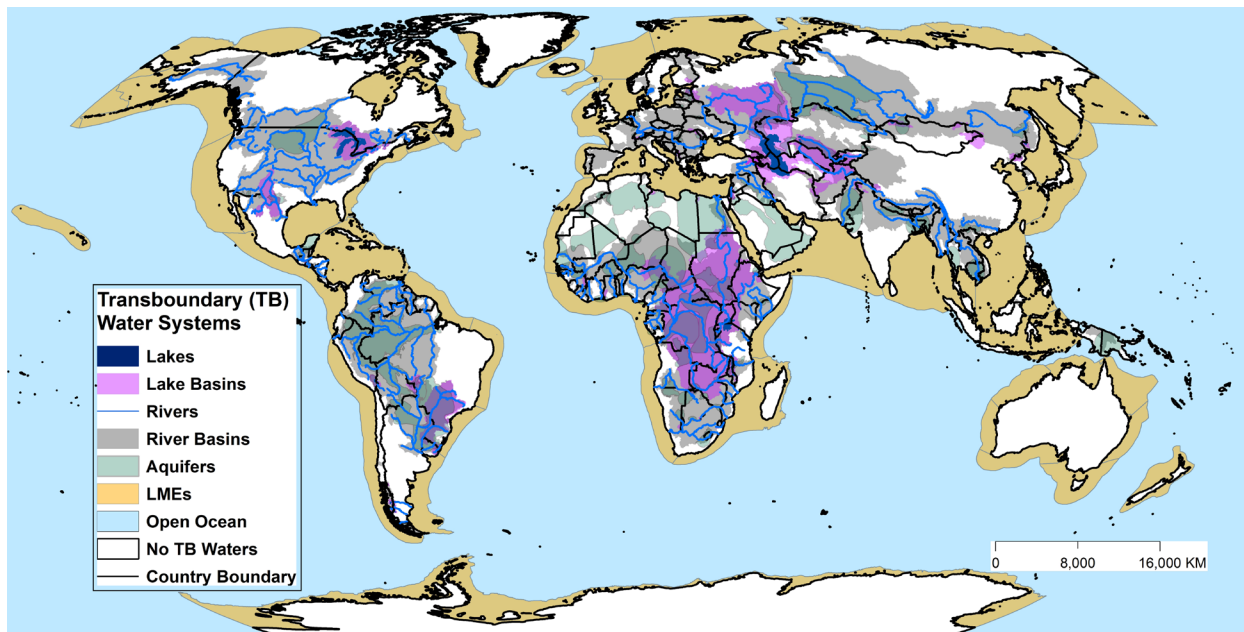 Transboundary (TB)
Water Systems
Lakes
Lake Basins
Rivers
River Basins
Aquifers
LMEs
Open Ocean
No TB Waters
Country Boundary
0 8,000 16,000 KM